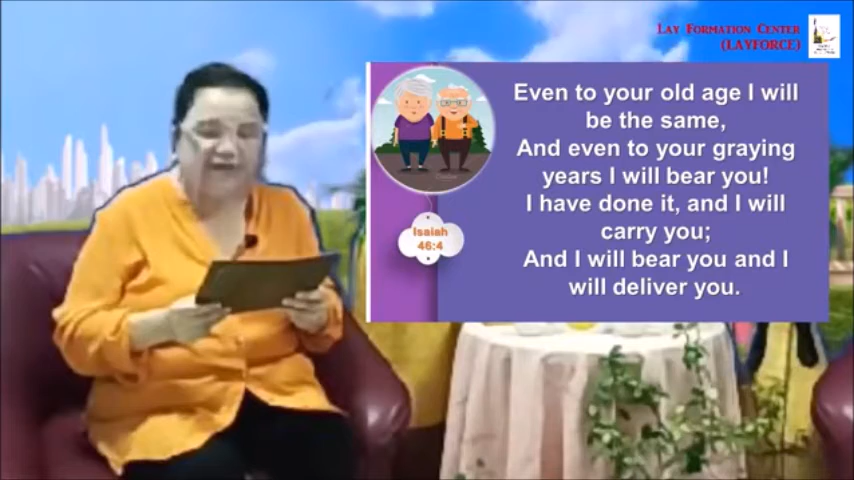 LAY FORMATION CENTER
(LAYFORCE)
Even to your old age I will
be the same,
And even to your graying
years I will bear you!
I have done it, and I will
carry you;
And I will bear you and I
will deliver you.
Isaiah
46:4